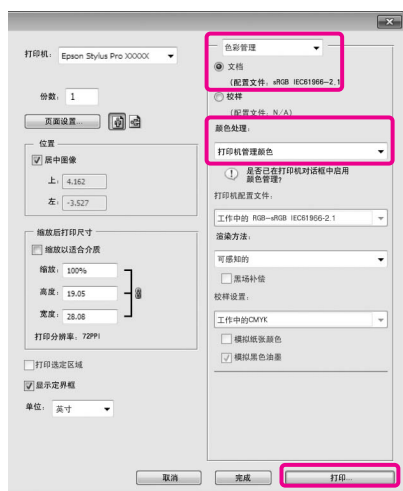 打印机： Epson Stylus Pro XXXXX
份数： 1
页面设置...
位置
居中图像
上： 4.162
左： -3.527
缩放后打印尺寸
缩放以适合介质
缩放： 100%
高度： 19.05
宽度： 28.08
打印分辨率： 72PPI
打印选定区域
显示定界框
单位： 英寸
色彩管理
文档
(配置文件： sRGB IEC61966-2.1)
校样
(配置文件： N/A)
颜色处理：
打印机管理颜色
是否已在打印机对话框中启用
颜色管理?
打印机配置文件：
工作中的 RGB-sRGB IEC61966-2.1
渲染方法：
可感知的
黑场补偿
校样设置：
工作中的CMYK
模拟纸张颜色
模拟黑色油墨
取消
完成
打印...